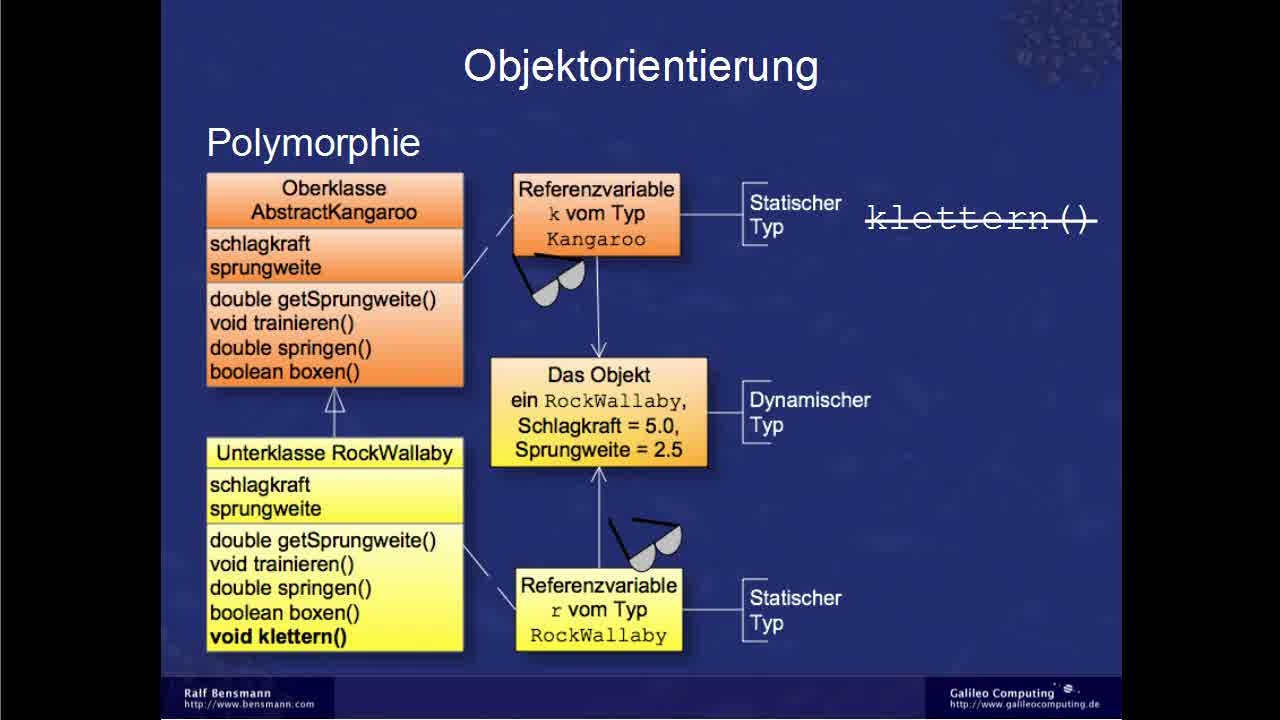 Objektorientierung
Polymorphie
Oberklasse
AbstractKangaroo
schlagkraft
sprungweite
double getSprungweite()
void trainieren()
double springen()
boolean boxen()
Unterklasse RockWallaby
schlagkraft
sprungweite
double getSprungweite()
void trainieren()
double springen()
boolean boxen()
void klettern()
Referenzvariable
k vom Typ
Kangaroo
Statischer
Typ
klettern()
Das Objekt
ein RockWallaby,
Schlagkraft = 5.0,
Sprungweite = 2.5
Dynamischer
Typ
Referenzvariable
r vom Typ
RockWallaby
Statischer
Typ
Ralf Bensmann
http://www.bensmann.com
Galileo Computing
http://www.galileocomputing.de